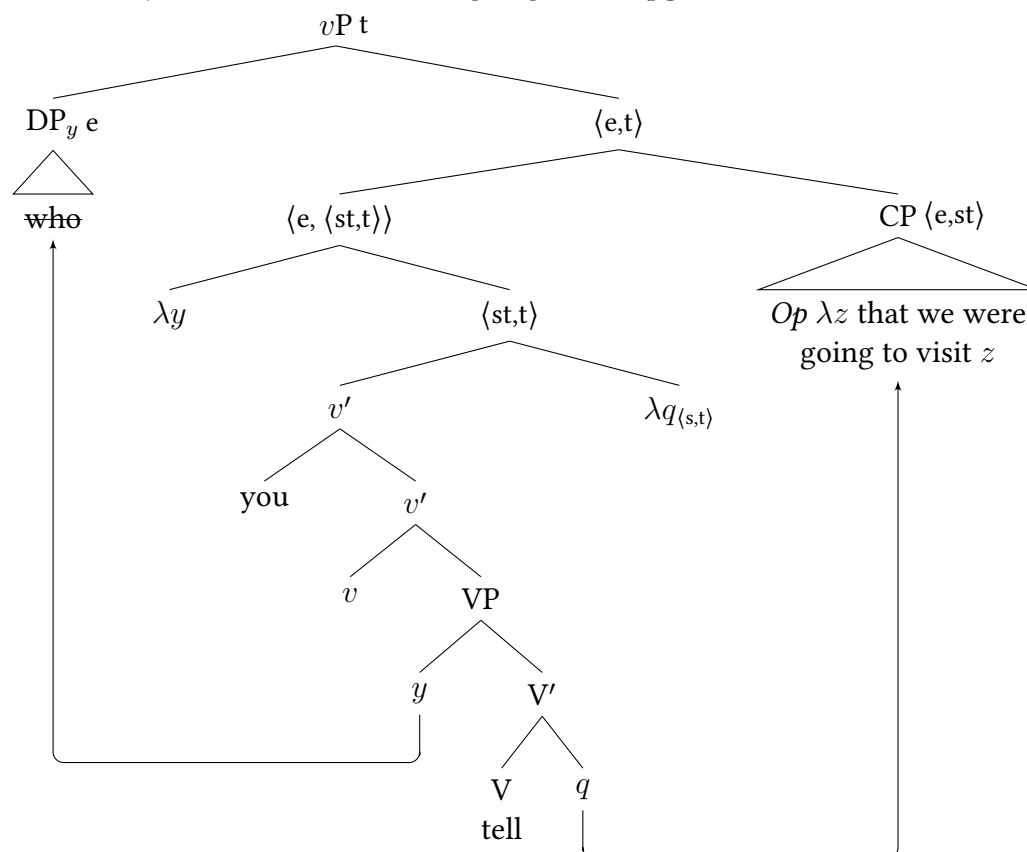 vP t
DP_y e
⟨e,t⟩
who
⟨e, ⟨st,t⟩⟩
CP ⟨e,st⟩
λy
⟨st,t⟩
Op λz that we were
going to visit z
v′
λq⟨s,t⟩
you
v′
v
VP
y
V′
V
q
tell